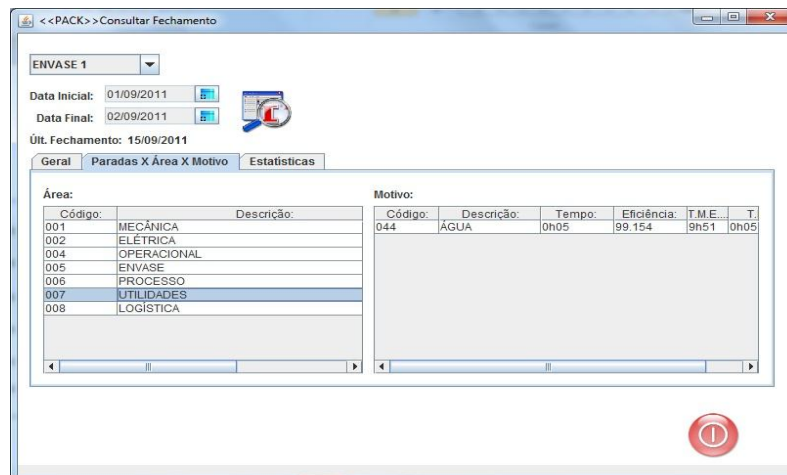 <<PACK>>Consultar Fechamento
ENVASE 1
Data Inicial: 01/09/2011
Data Final: 02/09/2011
Últ. Fechamento: 15/09/2011
Geral Paradas X Área X Motivo Estatísticas
Área: Motivo:
Código: Descrição: Código: Descrição: Tempo: Eficiência: T.M.E... T.
001 MECÂNICA 044 ÁGUA 0h05 99.154 9h51 0h05
002 ELÉTRICA
004 OPERACIONAL
005 ENVASE
006 PROCESSO
007 UTILIDADES
008 LOGÍSTICA